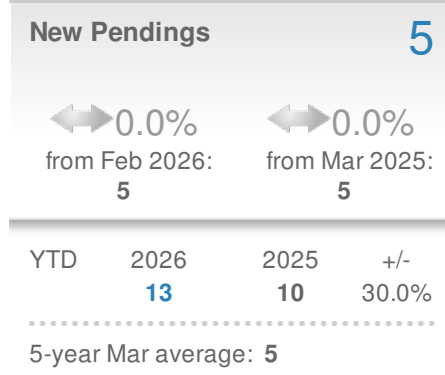 New Pendings 5
0.0% 0.0%
from Feb 2026: from Mar 2025:
5 5
YTD 2026 2025 +/-
13 10 30.0%
5-year Mar average: 5